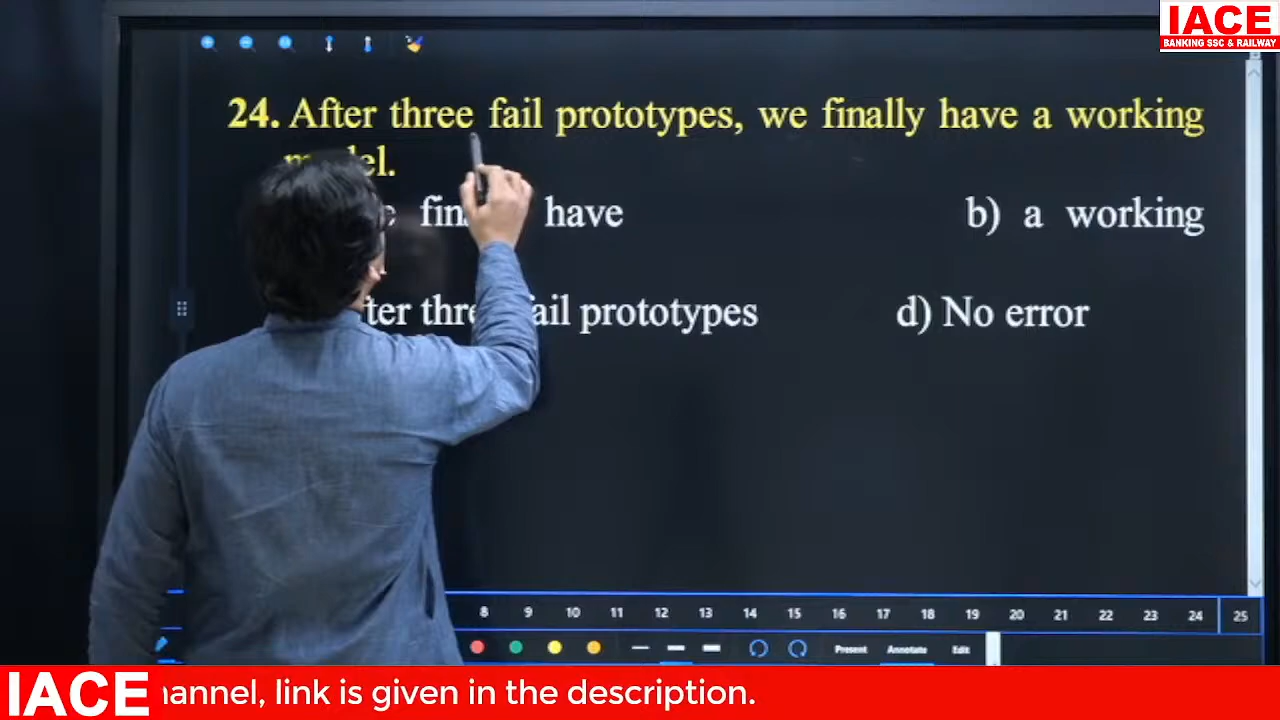 IACE
BANKING SSC & RAILWAY
24. After three fail prototypes, we finally have a working
have
b) a working
prototypes
d) No error
8 9 10 11 12 13 14 15 16 17 18 19 20 21 22 23 24 25
Present Annotate Edit
IACE
link is given in the description.